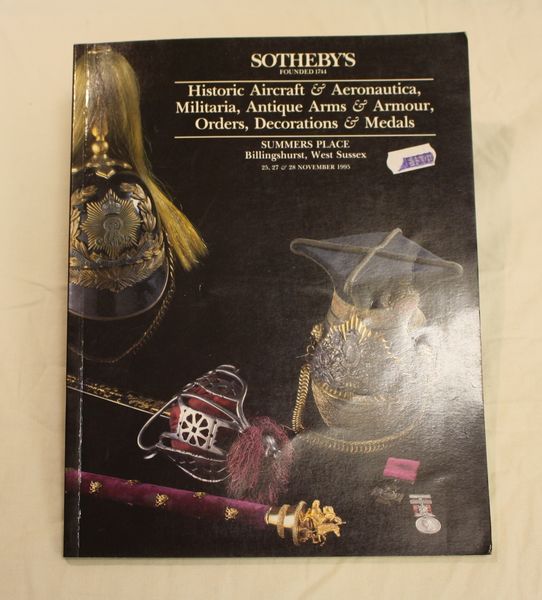 SOTHEBY'S
FOUNDED 1744
Historic Aircraft & Aeronautica,
Militaria, Antique Arms & Armour,
Orders, Decorations & Medals
SUMMERS PLACE
Billingshurst, West Sussex
25, 27 & 28 NOVEMBER 1995